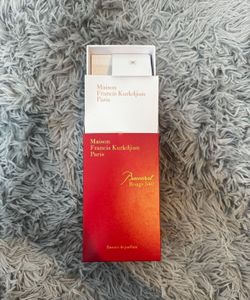 Maison
Francis Kurkdjian
Paris
Maison
Francis Kurkdjian
Paris
Baccarat
Rouge 540
Extrait de parfum